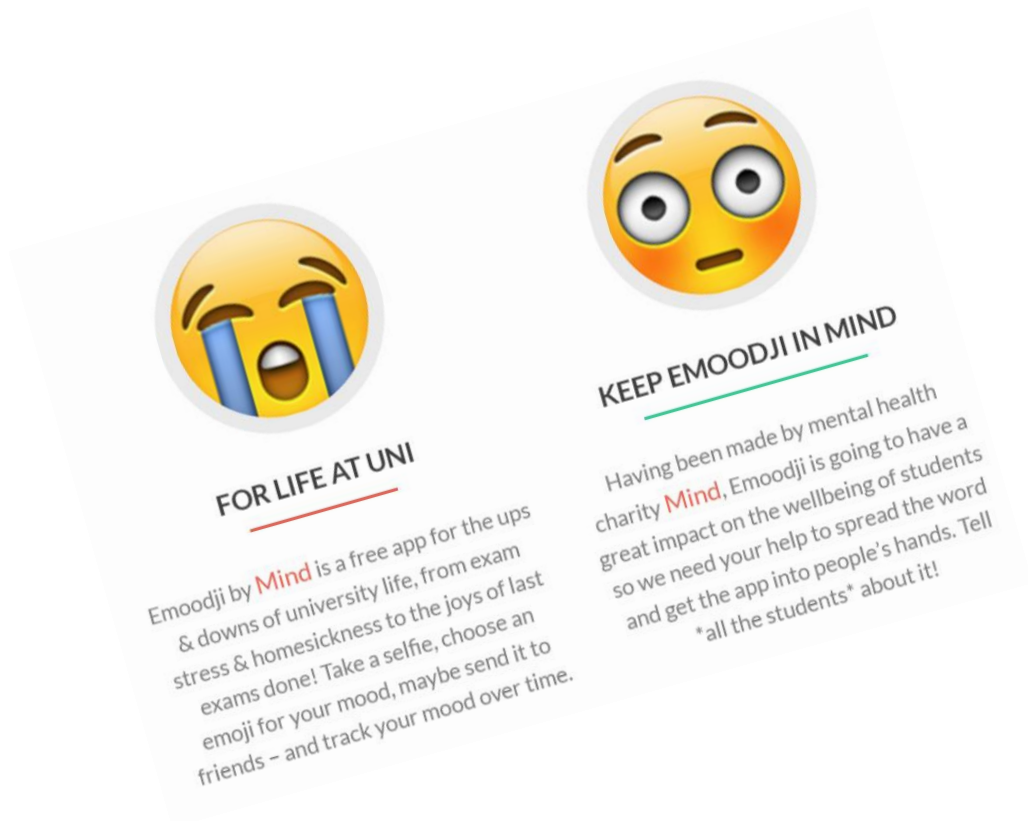 FOR LIFE AT UNI
Emoodji by Mind is a free app for the ups
& downs of university life, from exam
stress & homesickness to the joys of last
exams done! Take a selfie, choose an
emoji for your mood, maybe send it to
friends – and track your mood over time.
KEEP EMOODJI IN MIND
Having been made by mental health
charity Mind, Emoodji is going to have a
great impact on the wellbeing of students
so we need your help to spread the word
and get the app into people's hands. Tell
*all the students* about it!